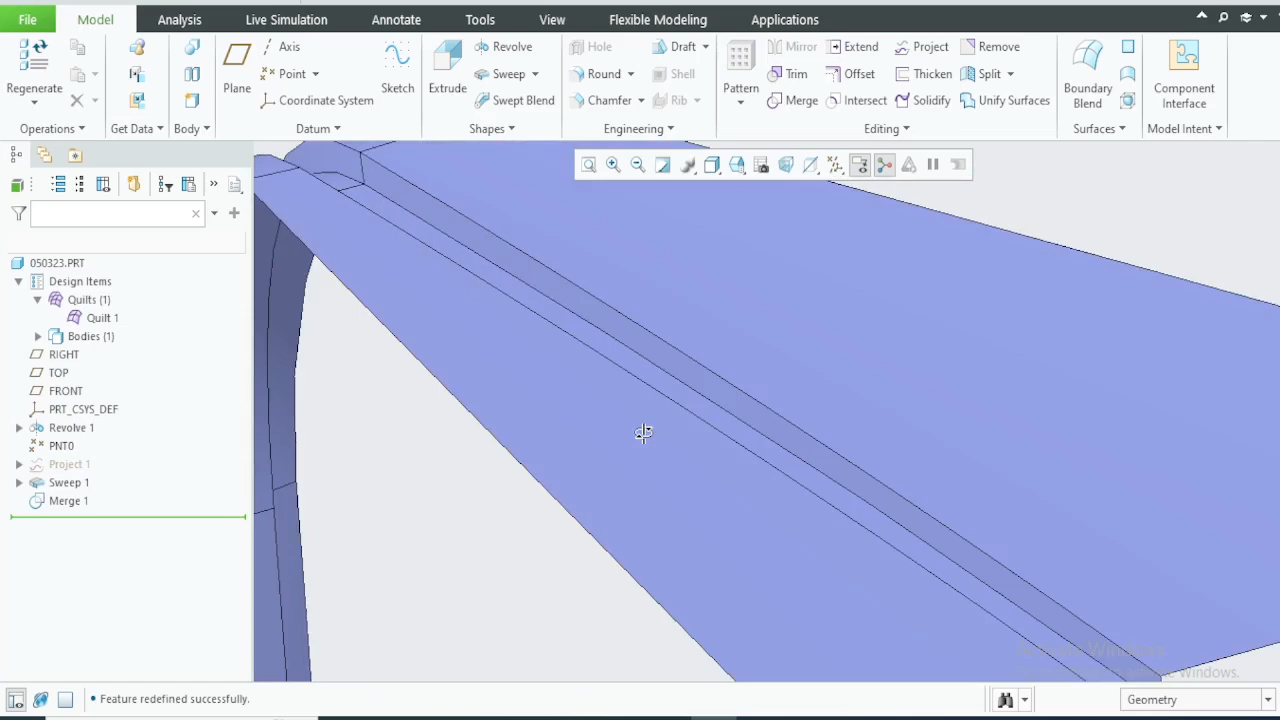 File Model Analysis Live Simulation Annotate Tools View Flexible Modeling Applications
Regenerate
Operations
Get Data
Body
Plane
Axis
Point
Coordinate System
Sketch
Datum
Extrude
Revolve
Sweep
Swept Blend
Shapes
Hole
Round
Chamfer
Draft
Shell
Rib
Engineering
Pattern
Mirror
Trim
Merge
Extend
Offset
Intersect
Project
Thicken
Solidify
Remove
Split
Unify Surfaces
Editing
Boundary
Blend
Surfaces
Component
Interface
Model Intent
050323.PRT
Design Items
Quilts (1)
Quilt 1
Bodies (1)
RIGHT
TOP
FRONT
PRT_CSYS_DEF
Revolve 1
PNT0
Project 1
Sweep 1
Merge 1
Windows
Windows.
• Feature redefined successfully.
Geometry